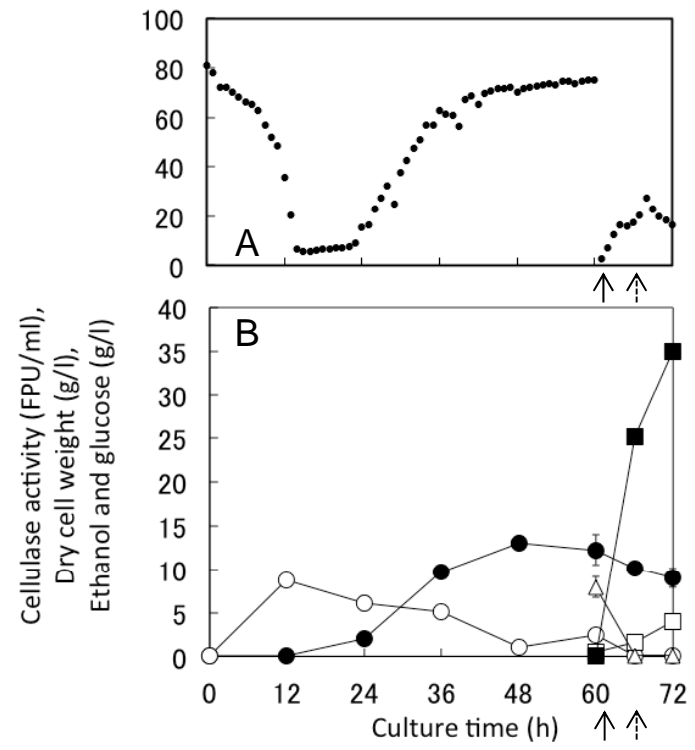 100
80
60
40
20
0
A
40
35
30
25
20
15
10
5
0
B
Cellulase activity (FPU/ml),
Dry cell weight (g/l),
Ethanol and glucose (g/l)
0 12 24 36 48 60 72
Culture time (h)